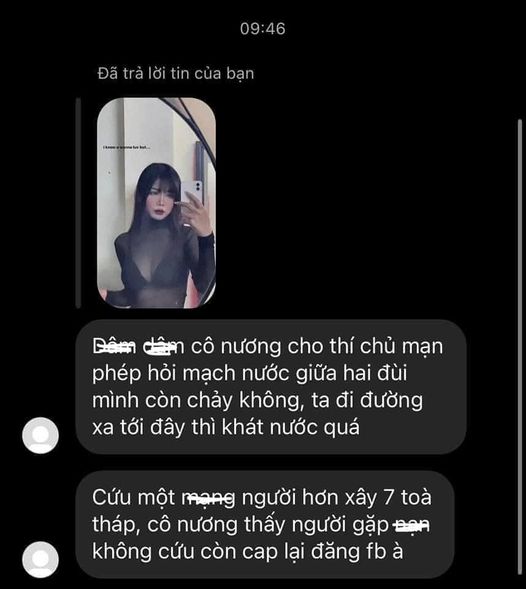 09:46
Đã trả lời tin của bạn
i know u wanna luv but...
Dâm dâm cô nương cho thí chủ mạn
phép hỏi mạch nước giữa hai đùi
mình còn chảy không, ta đi đường
xa tới đây thì khát nước quá
Cứu một mạng người hơn xây 7 toà
tháp, cô nương thấy người gặp nạn
không cứu còn cap lại đăng fb à